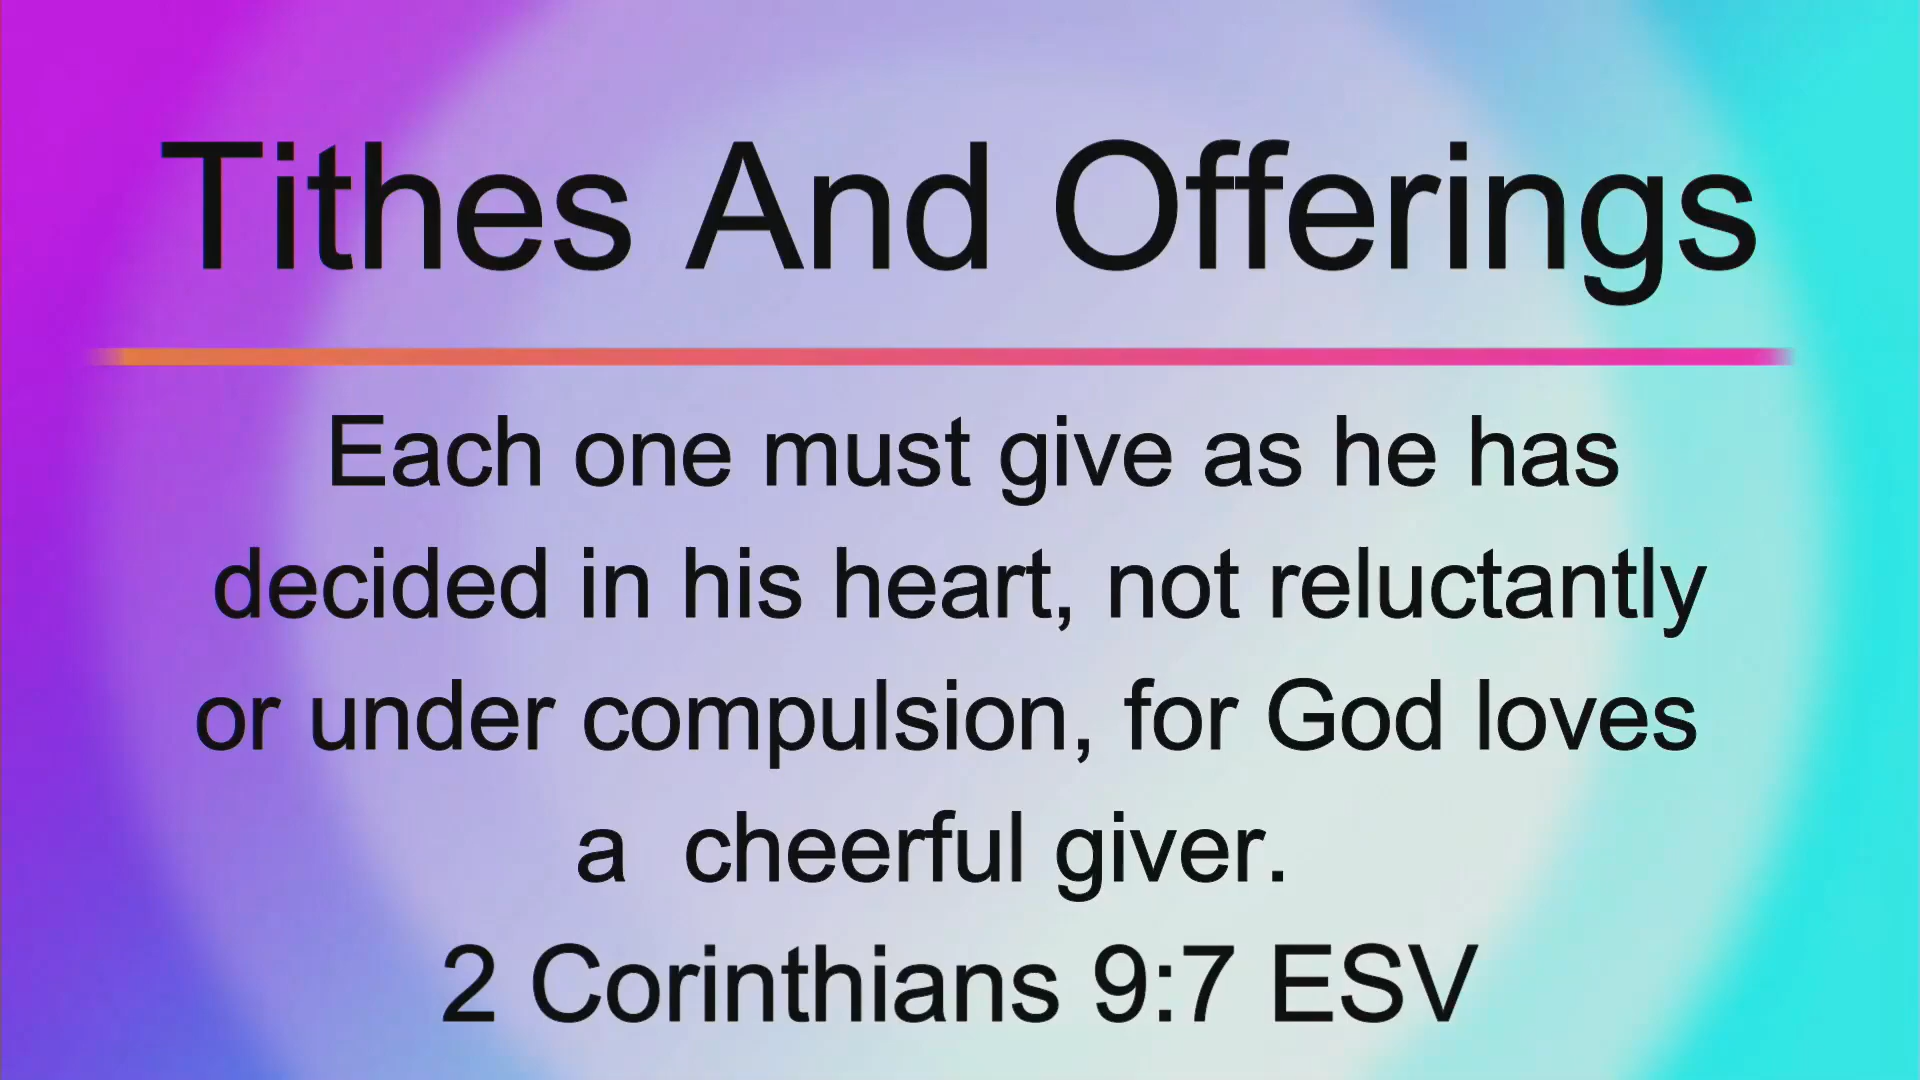 Tithes And Offerings
Each one must give as he has
decided in his heart, not reluctantly
or under compulsion, for God loves
a  cheerful giver.
2 Corinthians 9:7 ESV